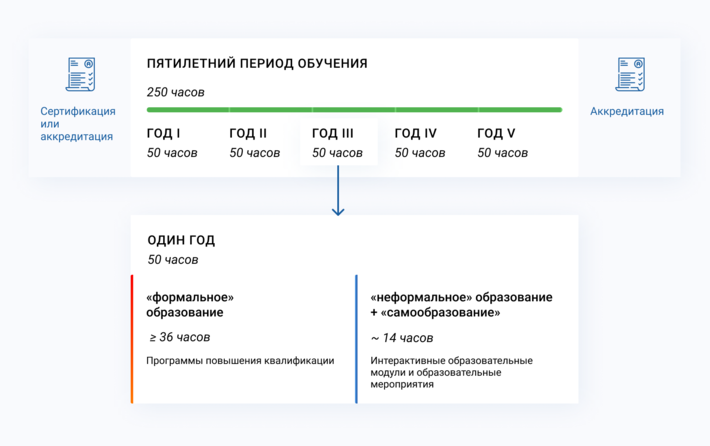 Сертификация
или
аккредитация
ПЯТИЛЕТНИЙ ПЕРИОД ОБУЧЕНИЯ
250 часов
ГОД I
50 часов
ГОД II
50 часов
ГОД III
50 часов
ГОД IV
50 часов
ГОД V
50 часов
Аккредитация
ОДИН ГОД
50 часов
«формальное»
образование
≥ 36 часов
Программы повышения квалификации
«неформальное» образование
+ «самообразование»
~ 14 часов
Интерактивные образовательные
модули и образовательные
мероприятия